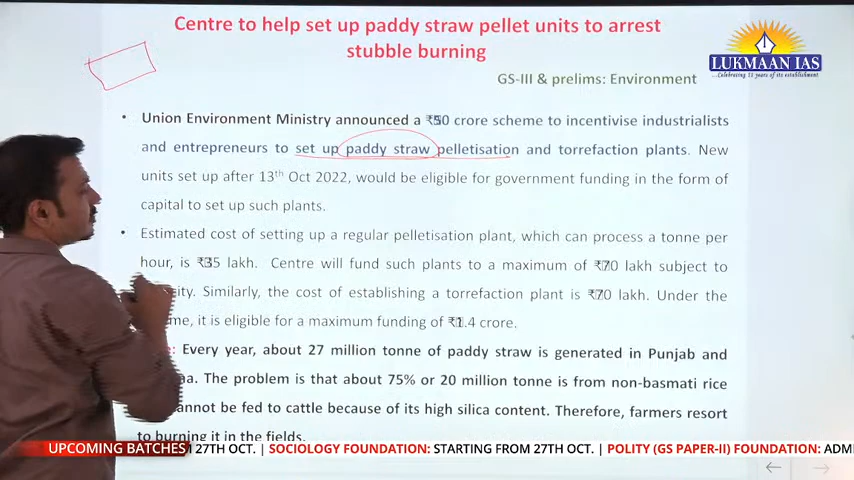 Centre to help set up paddy straw pellet units to arrest
stubble burning
LUKMAAN IAS
...Celebrating 11 years of its establishment
GS-III & prelims: Environment
• Union Environment Ministry announced a ₹50 crore scheme to incentivise industrialists
and entrepreneurs to set up paddy straw pelletisation and torrefaction plants. New
units set up after 13th Oct 2022, would be eligible for government funding in the form of
capital to set up such plants.
• Estimated cost of setting up a regular pelletisation plant, which can process a tonne per
hour, is ₹35 lakh. Centre will fund such plants to a maximum of ₹70 lakh subject to
Similarly, the cost of establishing a torrefaction plant is ₹70 lakh. Under the
it is eligible for a maximum funding of ₹1.4 crore.
Every year, about 27 million tonne of paddy straw is generated in Punjab and
The problem is that about 75% or 20 million tonne is from non-basmati rice
cannot be fed to cattle because of its high silica content. Therefore, farmers resort
to burning it in the fields.
UPCOMING BATCHES 27TH OCT. | SOCIOLOGY FOUNDATION: STARTING FROM 27TH OCT. | POLITY (GS PAPER-II) FOUNDATION: ADM